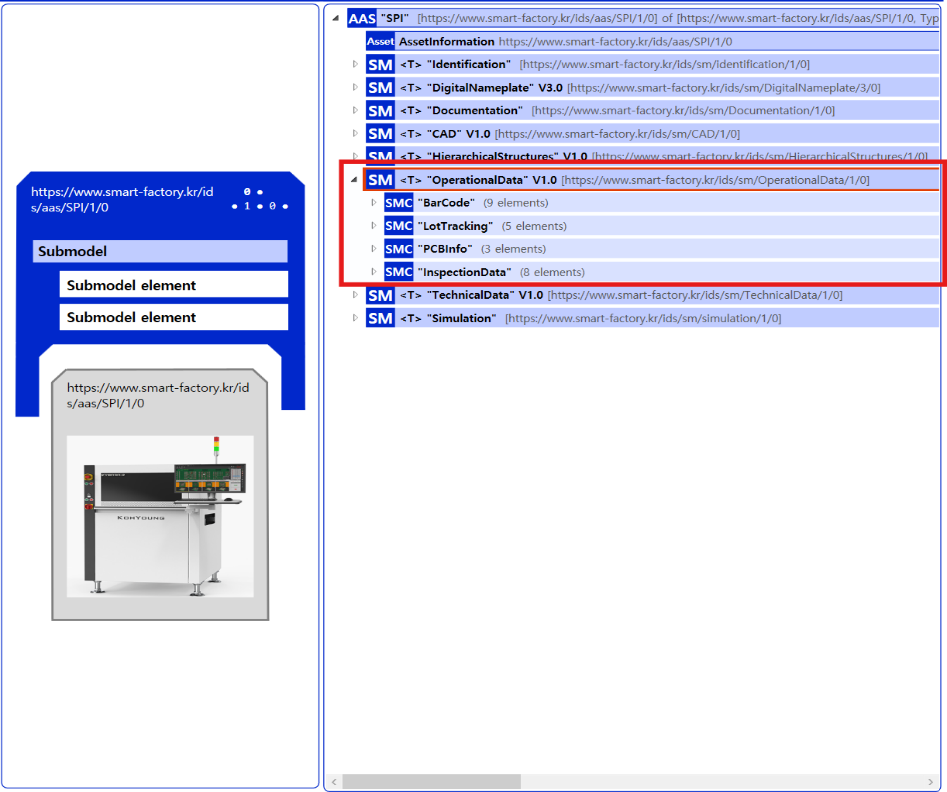 https://www.smart-factory.kr/id
s/aas/SPI/1/0
0
1 0
Submodel
Submodel element
Submodel element
https://www.smart-factory.kr/id
s/aas/SPI/1/0
KOHYOUNG
AAS "SPI" [https://www.smart-factory.kr/ids/aas/SPI/1/0] of [https://www.smart-factory.kr/ids/aas/SPI/1/0, Typ
Asset AssetInformation https://www.smart-factory.kr/ids/aas/SPI/1/0
SM <T> "Identification" [https://www.smart-factory.kr/ids/sm/identification/1/0]
SM <T> "DigitalNameplate" V3.0 [https://www.smart-factory.kr/ids/sm/DigitalNameplate/3/0]
SM <T> "Documentation" [https://www.smart-factory.kr/ids/sm/Documentation/1/0]
SM <T> "CAD" V1.0 [https://www.smart-factory.kr/ids/sm/CAD/1/0]
SM <T> "HierarchicalStructures" V1.0 [https://www.smart-factory.kr/ids/sm/HierarchicalStructures/1/0]
SM <T> "OperationalData" V1.0 [https://www.smart-factory.kr/ids/sm/OperationalData/1/0]
SMC "BarCode" (9 elements)
SMC "LotTracking" (5 elements)
SMC "PCBInfo" (3 elements)
SMC "InspectionData" (8 elements)
SM <T> "TechnicalData" V1.0 [https://www.smart-factory.kr/ids/sm/TechnicalData/1/0]
SM <T> "Simulation" [https://www.smart-factory.kr/ids/sm/simulation/1/0]